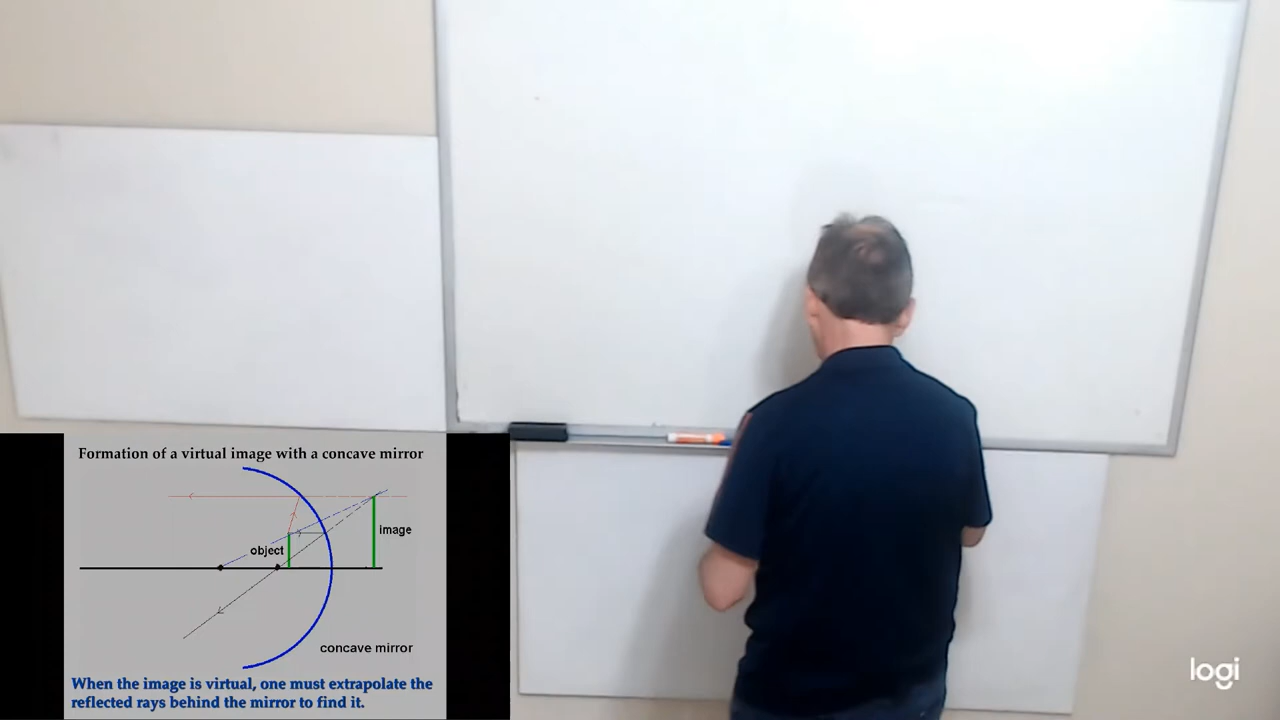 Formation of a virtual image with a concave mirror
image
object
concave mirror
When the image is virtual, one must extrapolate the
reflected rays behind the mirror to find it.
logi